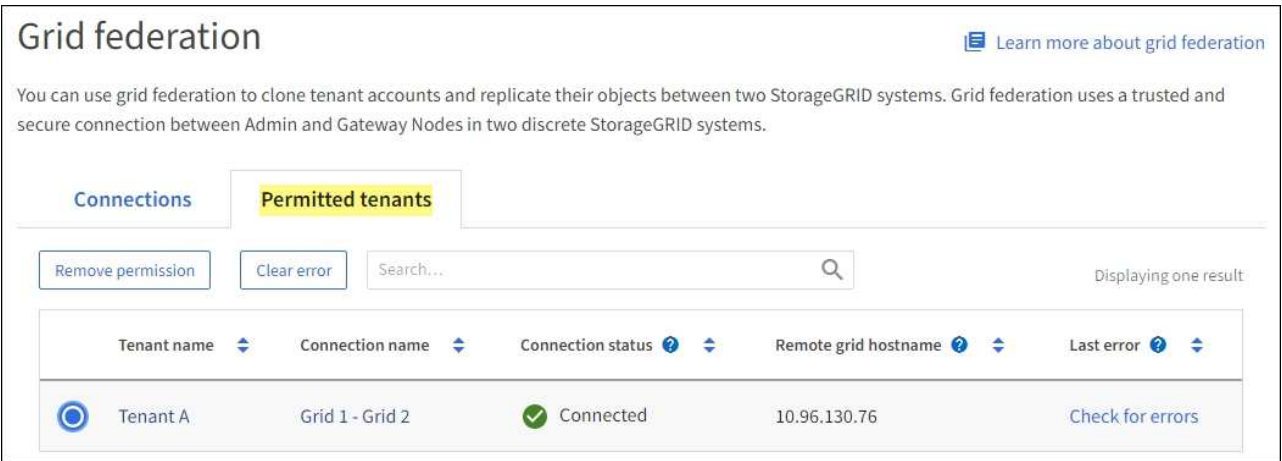 Grid federation
Learn more about grid federation
You can use grid federation to clone tenant accounts and replicate their objects between two StorageGRID systems. Grid federation uses a trusted and
secure connection between Admin and Gateway Nodes in two discrete StorageGRID systems.
Connections Permitted tenants
Remove permission Clear error Search... Displaying one result
Tenant name Connection name Connection status ? Remote grid hostname ? Last error ?
Tenant A Grid 1 - Grid 2 Connected 10.96.130.76 Check for errors